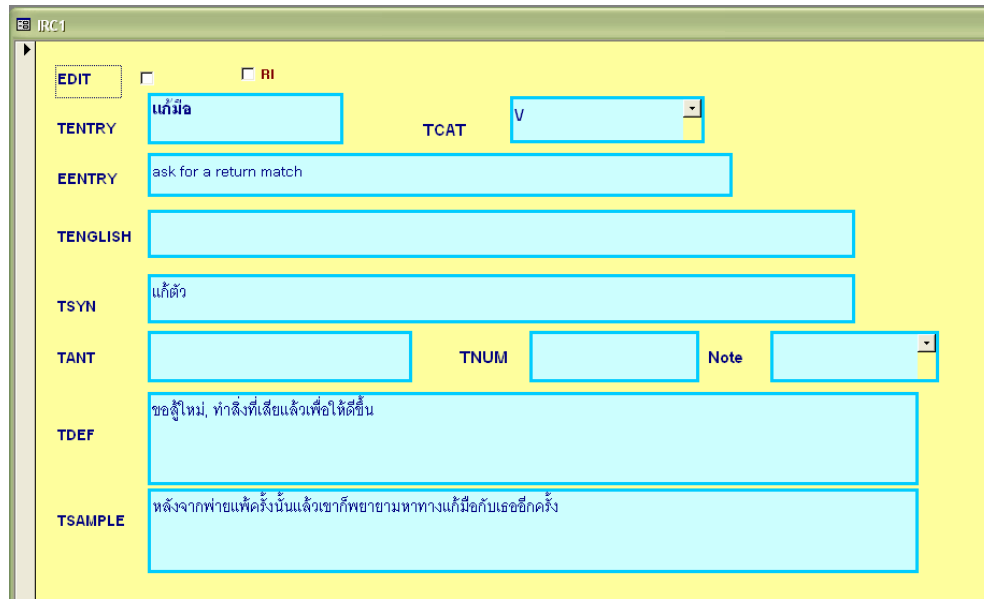 IRC1
EDIT RI
TENTRY แก้มือ TCAT V
EENTRY ask for a return match
TENGLISH
TSYN แก้ตัว
TANT TNUM Note
TDEF ขอสู้ใหม่, ทำสิ่งที่เสียแล้วเพื่อให้ดีขึ้น
TSAMPLE หลังจากพ่ายแพ้ครั้งนั้นแล้วเขาก็พยายามหาทางแก้มือกับเธออีกครั้ง